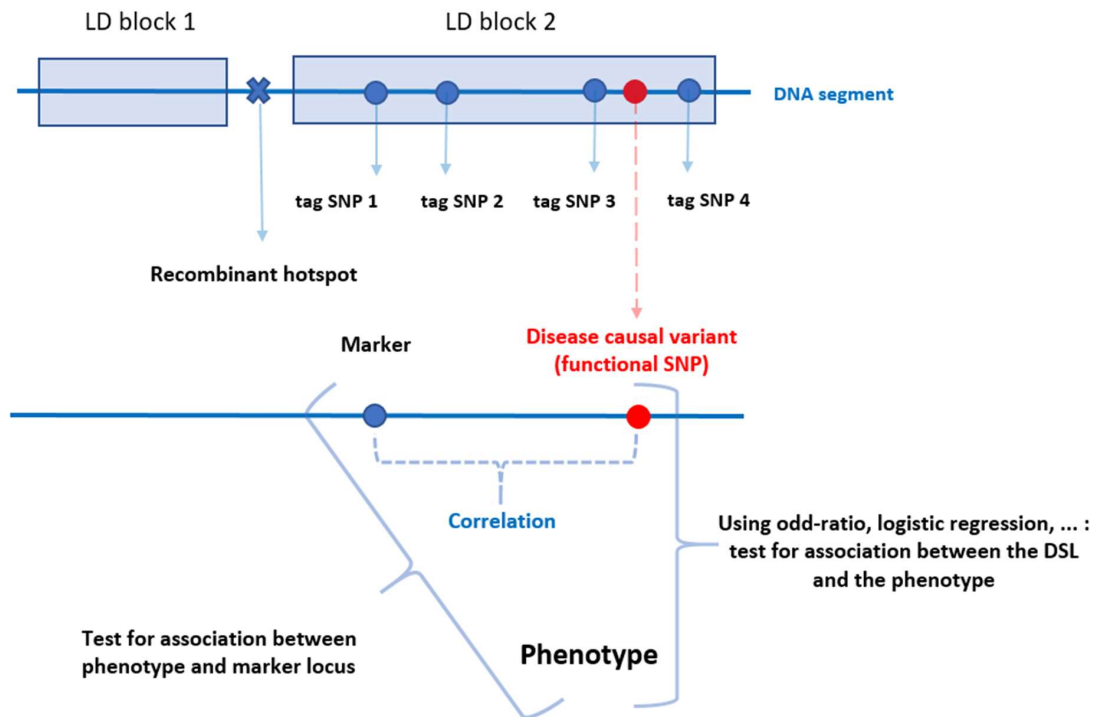 LD block 1
LD block 2
DNA segment
tag SNP 1
tag SNP 2
tag SNP 3
tag SNP 4
Recombinant hotspot
Marker
Disease causal variant
(functional SNP)
Correlation
Using odd-ratio, logistic regression, ... :
test for association between the DSL
and the phenotype
Test for association between
phenotype and marker locus
Phenotype